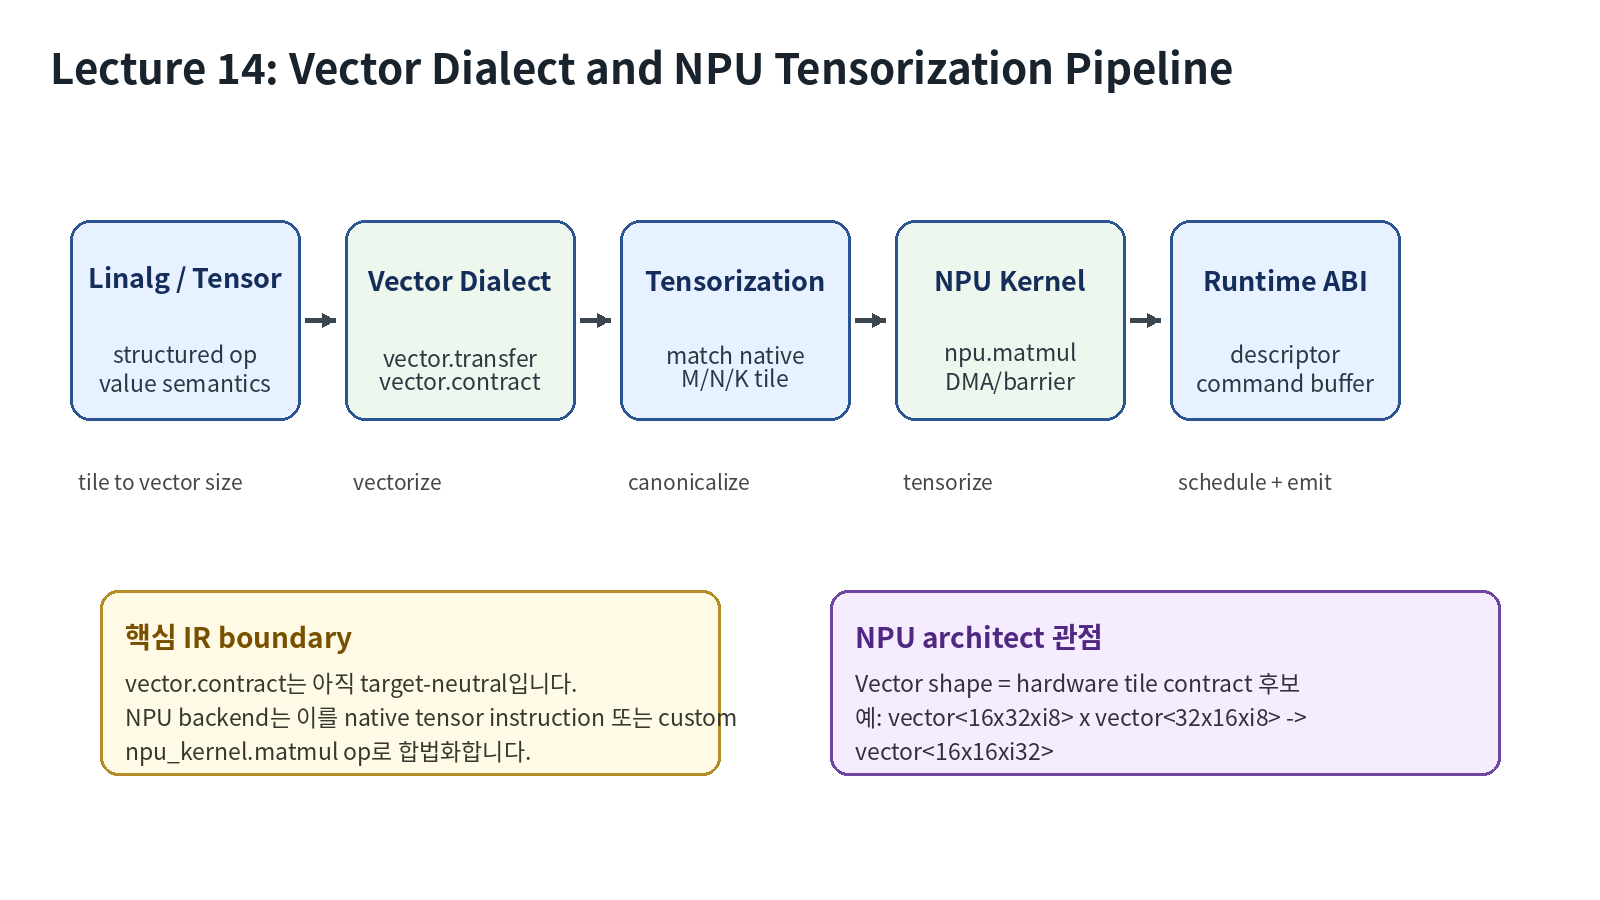 Lecture 14: Vector Dialect and NPU Tensorization Pipeline
Linalg / Tensor
structured op
value semantics
Vector Dialect
vector.transfer
vector.contract
Tensorization
match native
M/N/K tile
NPU Kernel
npu.matmul
DMA/barrier
Runtime ABI
descriptor
command buffer
tile to vector size
vectorize
canonicalize
tensorize
schedule + emit
핵심 IR boundary
vector.contract는 아직 target-neutral입니다.
NPU backend는 이를 native tensor instruction 또는 custom
npu_kernel.matmul op로 합법화합니다.
NPU architect 관점
Vector shape = hardware tile contract 후보
예: vector<16x32xi8> x vector<32x16xi8> ->
vector<16x16xi32>